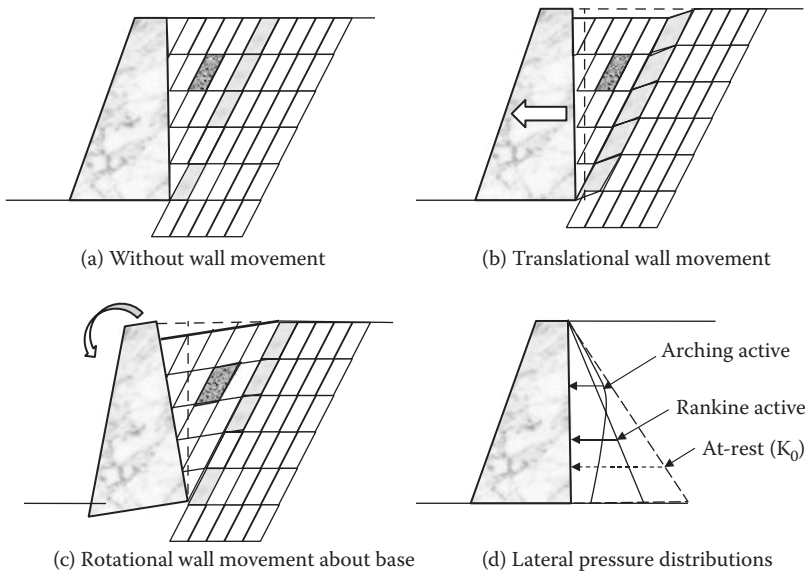 (a) Without wall movement
(b) Translational wall movement
(c) Rotational wall movement about base
Arching active
Rankine active
At-rest (K₀)
(d) Lateral pressure distributions